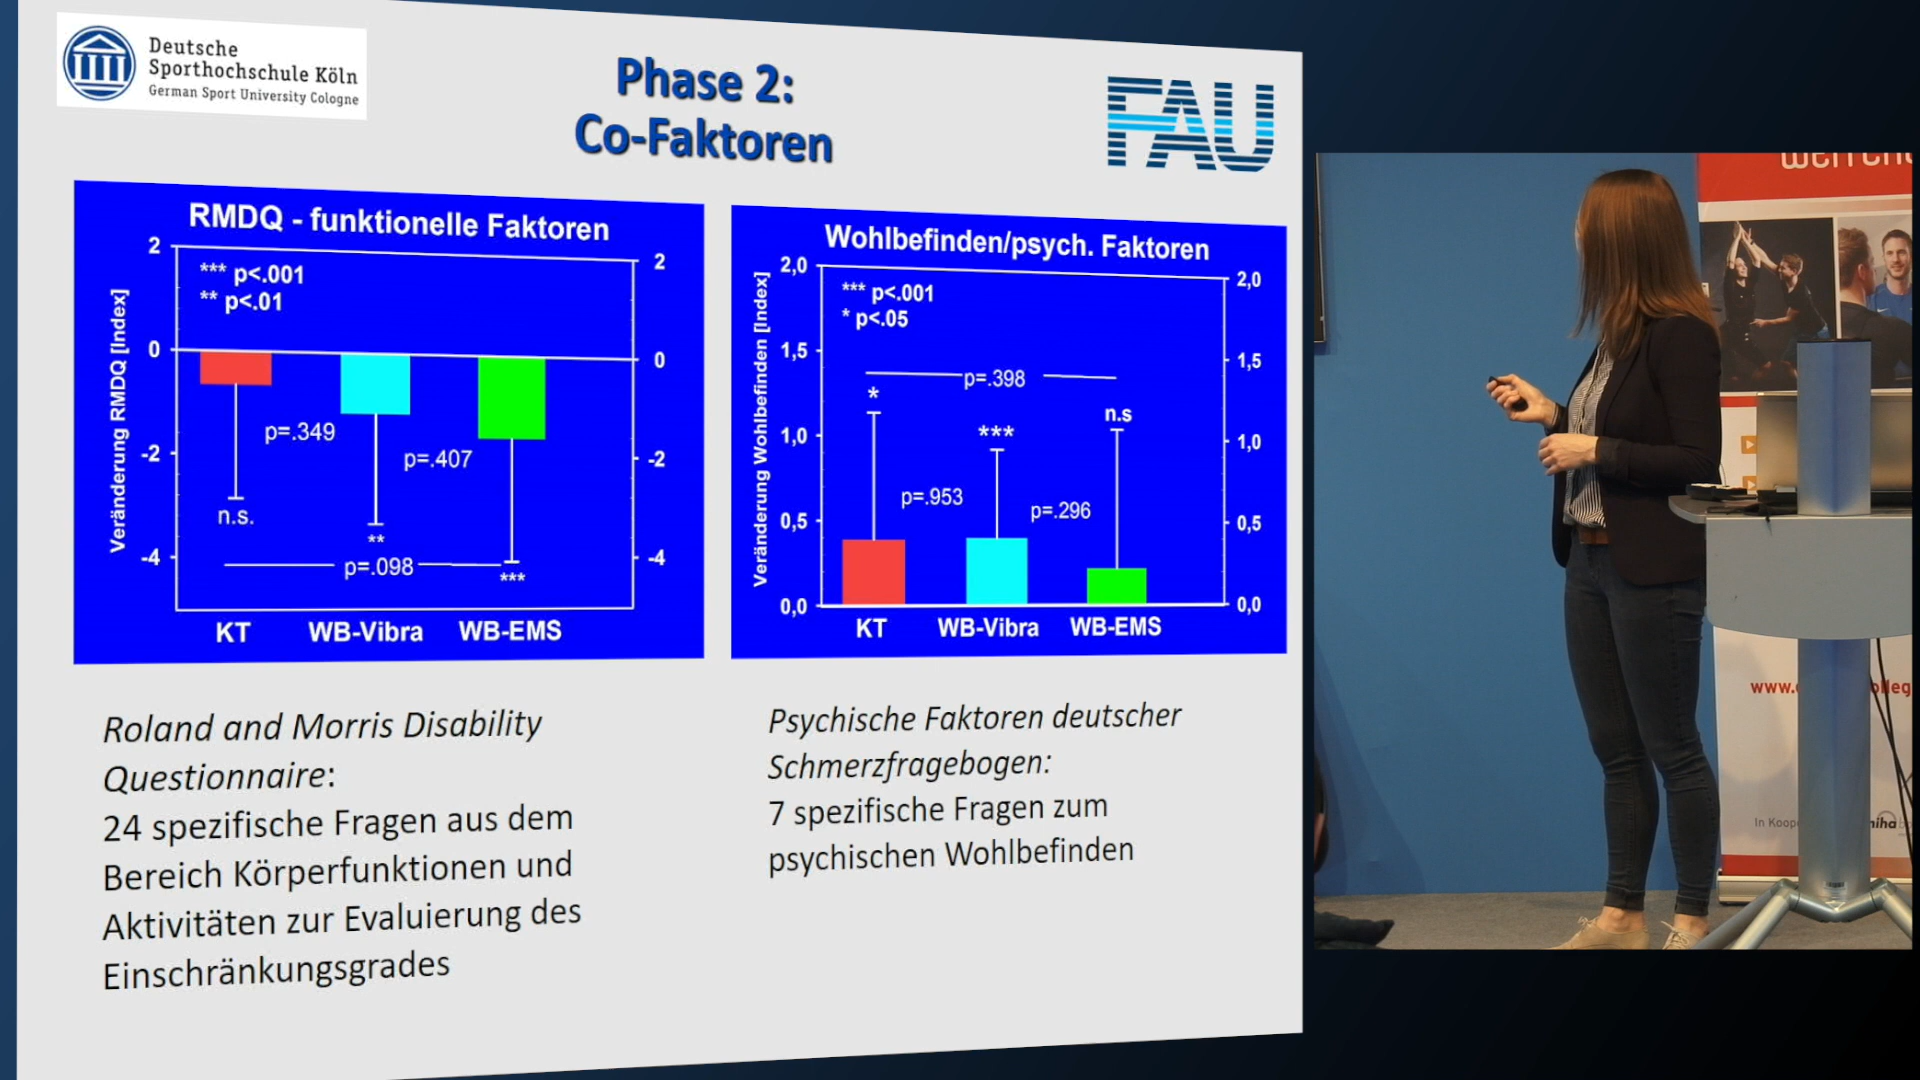 Deutsche
Sporthochschule Köln
German Sport University Cologne
Phase 2:
Co-Faktoren
FAU
RMDQ - funktionelle Faktoren
*** p<.001
** p<.01
Veränderung RMDQ [Index]
2
0
-2
-4
2
0
-2
-4
p=.349
p=.407
n.s.
**
p=.098
***
KT WB-Vibra WB-EMS
Wohlbefinden/psych. Faktoren
*** p<.001
* p<.05
Veränderung Wohlbefinden [Index]
2,0
1,5
1,0
0,5
0,0
2,0
1,5
1,0
0,5
0,0
p=.398
*
***
n.s
p=.953
p=.296
KT WB-Vibra WB-EMS
Roland and Morris Disability
Questionnaire:
24 spezifische Fragen aus dem
Bereich Körperfunktionen und
Aktivitäten zur Evaluierung des
Einschränkungsgrades
Psychische Faktoren deutscher
Schmerzfragebogen:
7 spezifische Fragen zum
psychischen Wohlbefinden
www.
In Koop
miha